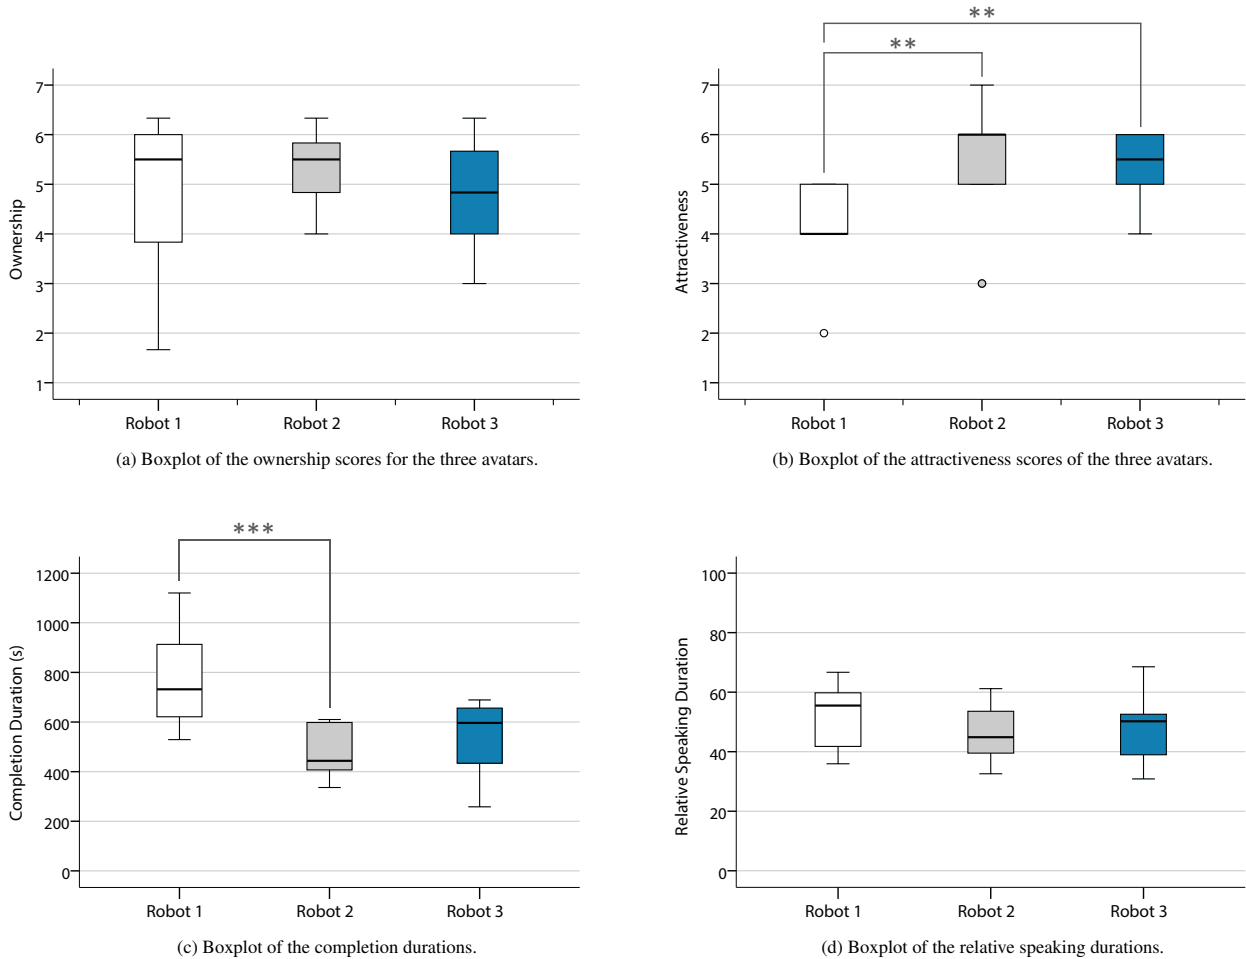 7
6
5
4
3
2
1
Ownership
Robot 1 Robot 2 Robot 3
(a) Boxplot of the ownership scores for the three avatars.
**
**
7
6
5
4
3
2
1
Attractiveness
Robot 1 Robot 2 Robot 3
(b) Boxplot of the attractiveness scores of the three avatars.
***
1200
1000
800
600
400
200
0
Completion Duration (s)
Robot 1 Robot 2 Robot 3
(c) Boxplot of the completion durations.
100
80
60
40
20
0
Relative Speaking Duration
Robot 1 Robot 2 Robot 3
(d) Boxplot of the relative speaking durations.